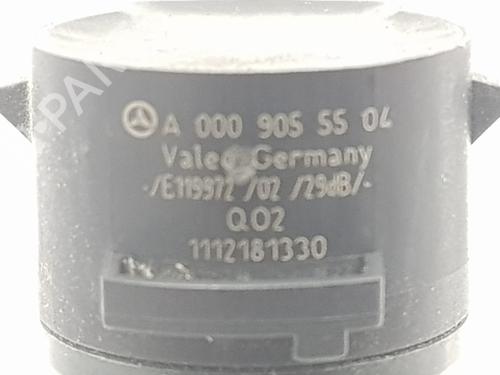 A 000 905 55 04
Valeo Germany
-/E119972 /02 /29dB/-
Q02
1112181330